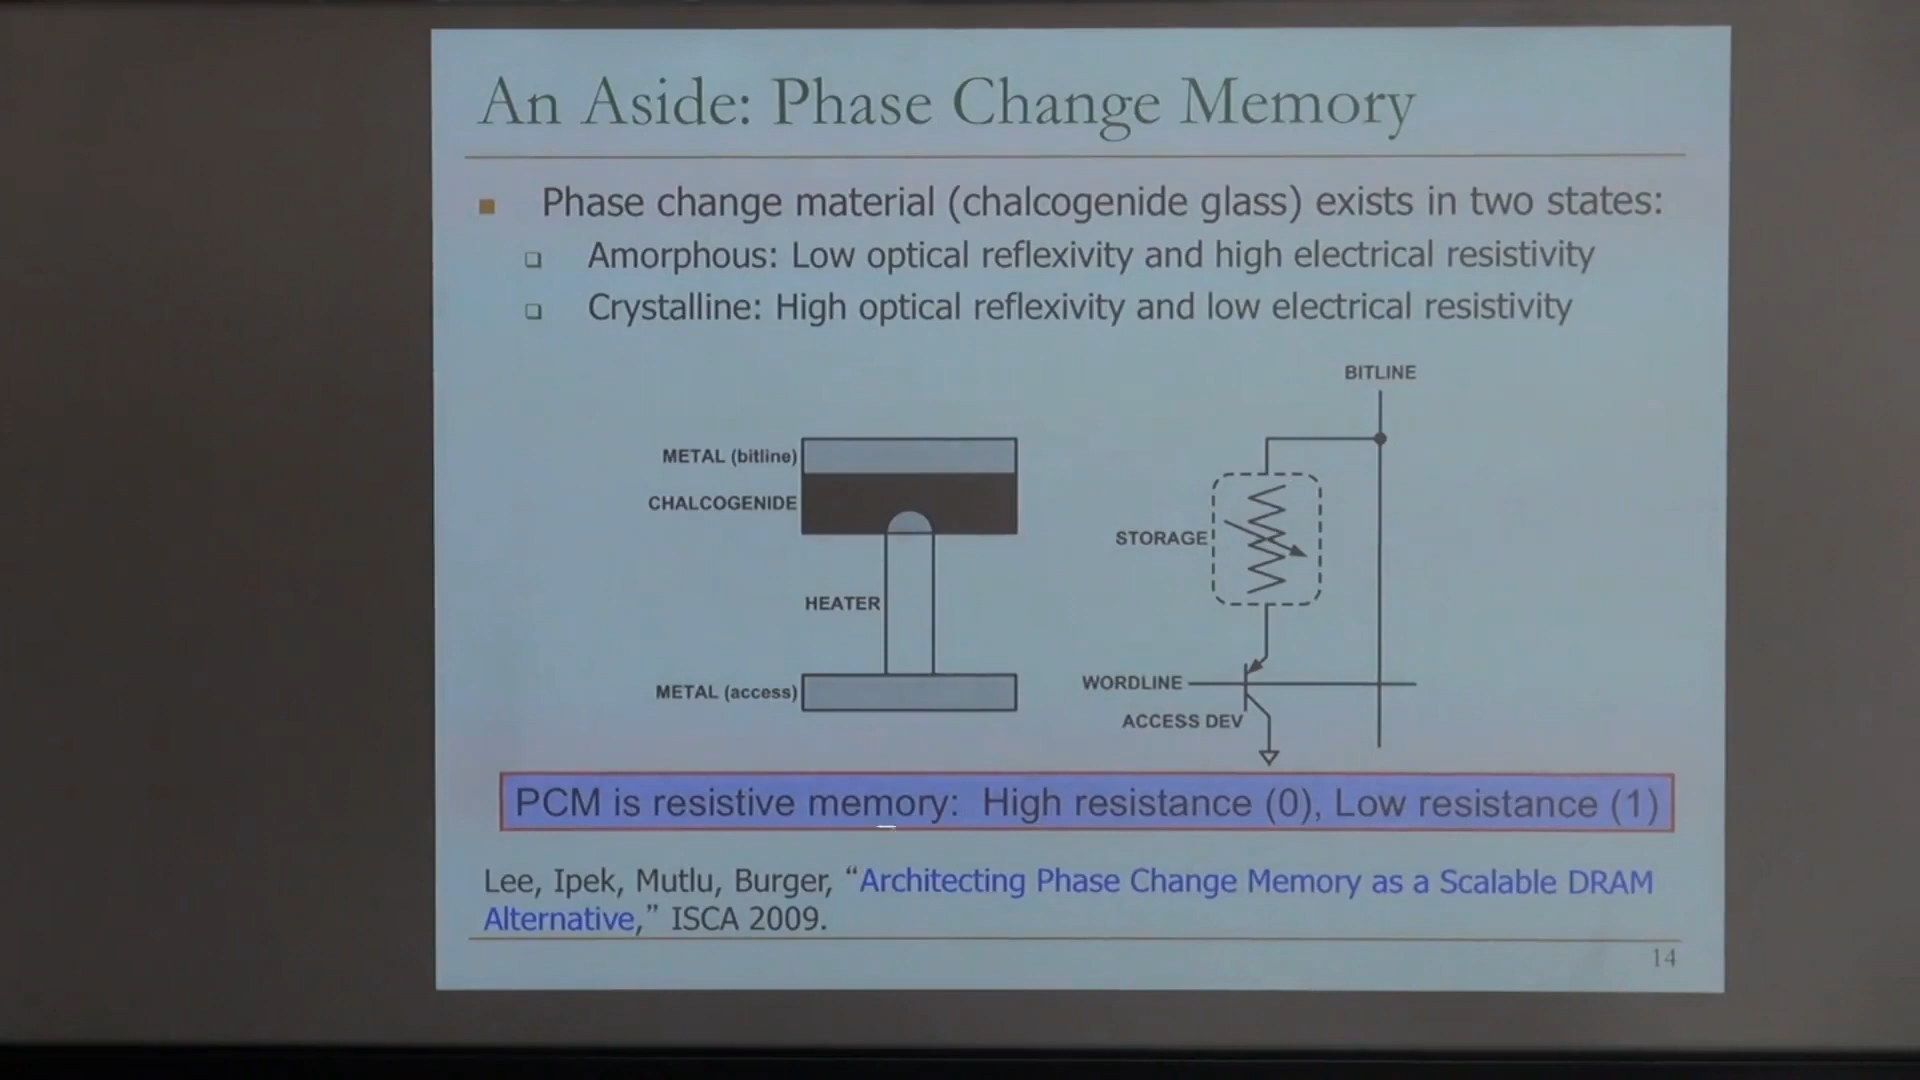 An Aside: Phase Change Memory
Phase change material (chalcogenide glass) exists in two states:
Amorphous: Low optical reflexivity and high electrical resistivity
Crystalline: High optical reflexivity and low electrical resistivity
BITLINE
METAL (bitline)
CHALCOGENIDE
STORAGE
HEATER
WORDLINE
METAL (access)
ACCESS DEV
PCM is resistive memory: High resistance (0), Low resistance (1)
Lee, Ipek, Mutlu, Burger, “Architecting Phase Change Memory as a Scalable DRAM
Alternative,” ISCA 2009.
14